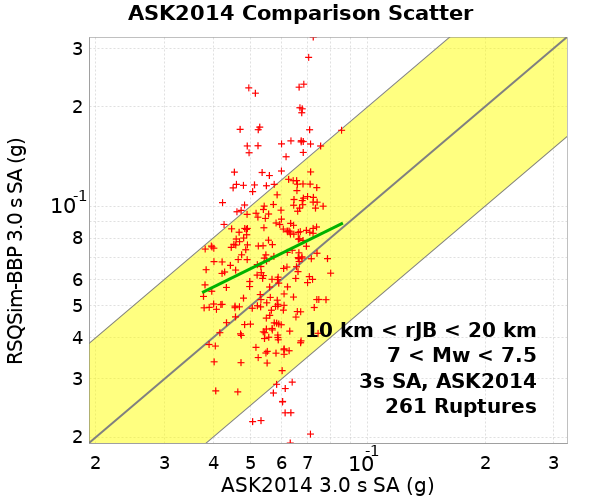 ASK2014 Comparison Scatter
RSQSim-BBP 3.0 s SA (g)
3
2
10-1
8
6
5
4
3
2
10 km < rJB < 20 km
7 < Mw < 7.5
3s SA, ASK2014
261 Ruptures
2 3 4 5 6 7 10-1 2 3
ASK2014 3.0 s SA (g)